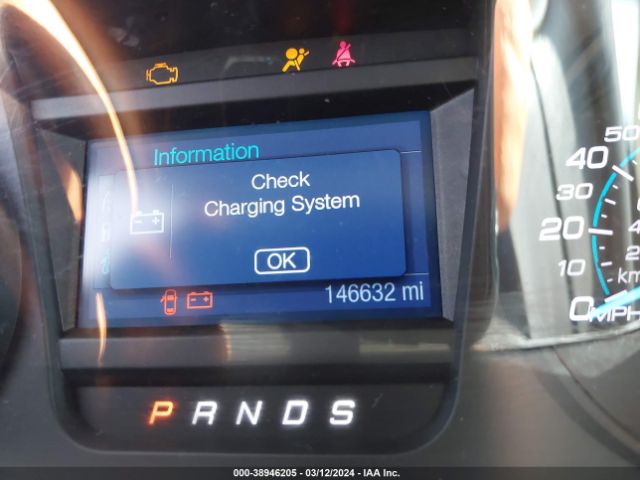 Information
Check
Charging System
OK
146632 mi
P R N D S
50
40
30
20
10
0
MPH
km
000-38946205 - 03/12/2024 - IAA Inc.